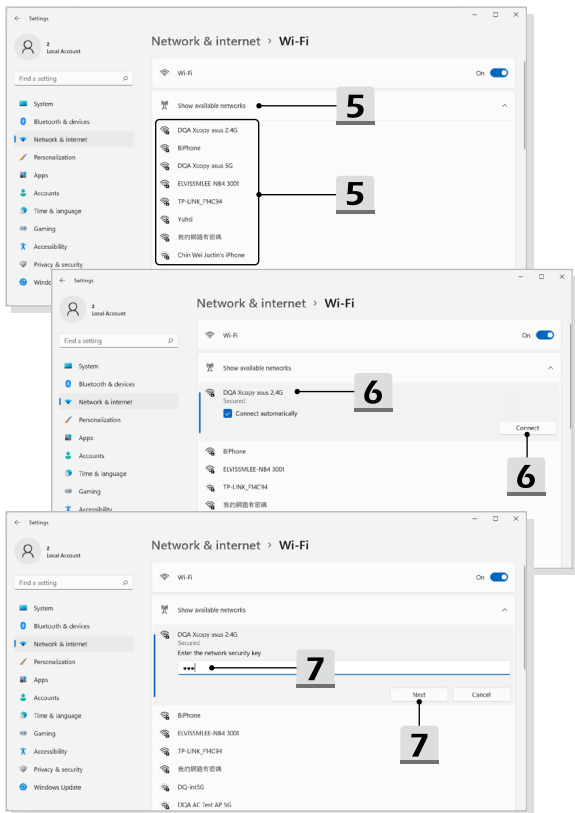 Settings
z
Local Account
Find a setting
System
Bluetooth & devices
Network & internet
Personalization
Apps
Accounts
Time & language
Gaming
Accessibility
Privacy & security
Windo
Network & internet › Wi-Fi
Wi-Fi
On
Show available networks
5
DQA Xcopy asus 2.4G
BiPhone
DQA Xcopy asus 5G
ELVISSMLEE-NB4 3001
TP-LINK_F14C94
Yuhsi
我的網路有密碼
Chin Wei Justin's iPhone
5
Settings
z
Local Account
Find a setting
System
Bluetooth & devices
Network & internet
Personalization
Apps
Accounts
Time & language
Gaming
Accessibility
Network & internet › Wi-Fi
Wi-Fi
On
Show available networks
DQA Xcopy asus 2.4G
6
Secured
Connect automatically
Connect
6
BiPhone
ELVISSMLEE-NB4 3001
TP-LINK_F14C94
我的網路有密碼
Settings
z
Local Account
Find a setting
System
Bluetooth & devices
Network & internet
Personalization
Apps
Accounts
Time & language
Gaming
Accessibility
Privacy & security
Windows Update
Network & internet › Wi-Fi
Wi-Fi
On
Show available networks
DQA Xcopy asus 2.4G
Secured
Enter the network security key
•••
7
Next
Cancel
7
BiPhone
ELVISSMLEE-NB4 3001
TP-LINK_F14C94
我的網路有密碼
DQ-int5G
DQA AC Test AP 5G